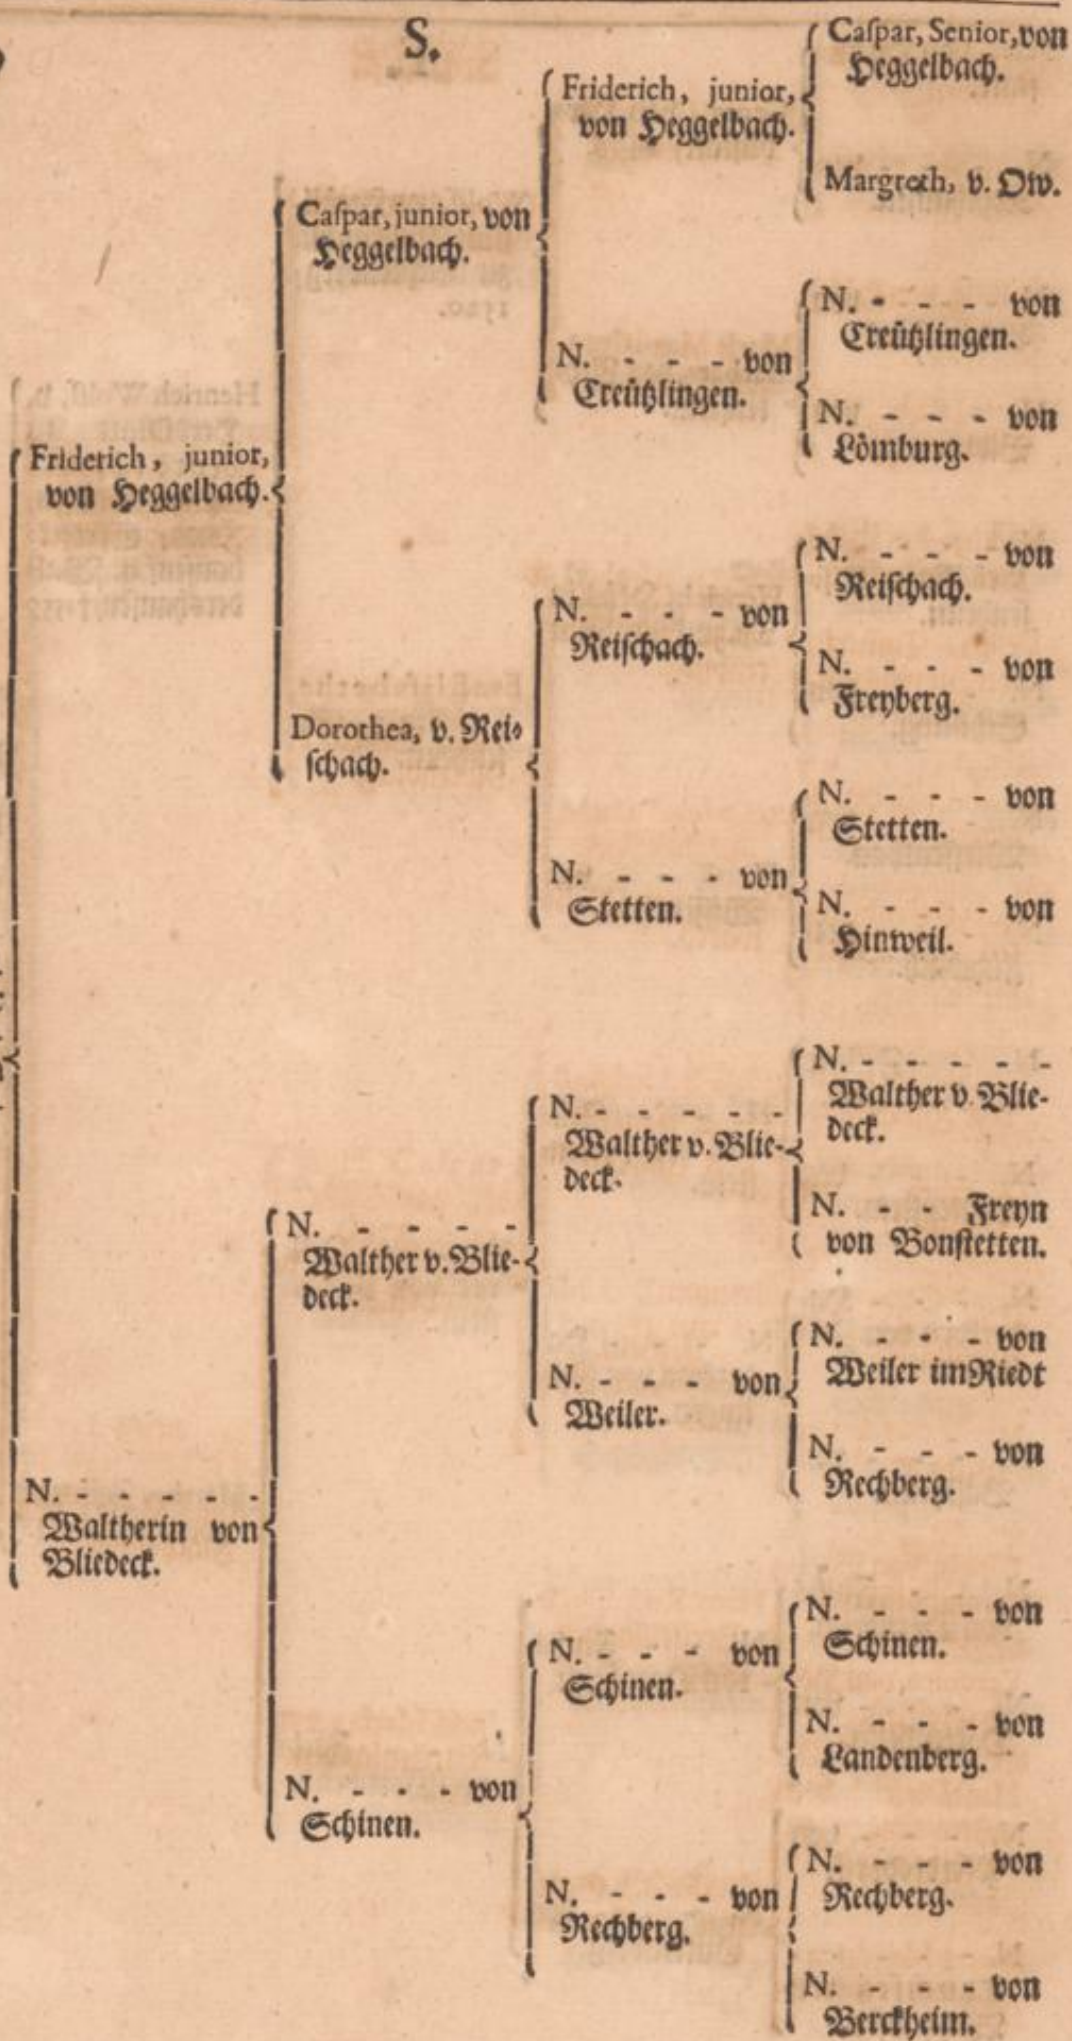 S.
Friderich, junior,
von Heggelbach.
Caspar, junior, von
Heggelbach.
Friderich, junior,
von Heggelbach.
Caspar, Senior, von
Heggelbach.
Margreth, v. Ow.
N. - - - von
Creützlingen.
N. - - - von
Creützlingen.
N. - - - von
Lömburg.
Dorothea, v. Rei-
schach.
N. - - - von
Reischach.
N. - - - von
Reischach.
N. - - - von
Freyberg.
N. - - - von
Stetten.
N. - - - von
Stetten.
N. - - - von
Hinweil.
N. - - - - -
Waltherin von
Bliedeck.
N. - - - -
Walther v. Blie-
deck.
N. - - - - -
Walther v. Blie-
deck.
N. - - - - -
Walther v. Blie-
deck.
N. - - Freyn
von Bonstetten.
N. - - - von
Weiler.
N. - - - von
Weiler im Riedt
N. - - - von
Rechberg.
N. - - - von
Schinen.
N. - - - von
Schinen.
N. - - - von
Schinen.
N. - - - von
Landenberg.
N. - - - von
Rechberg.
N. - - - von
Rechberg.
N. - - - von
Berckheim.